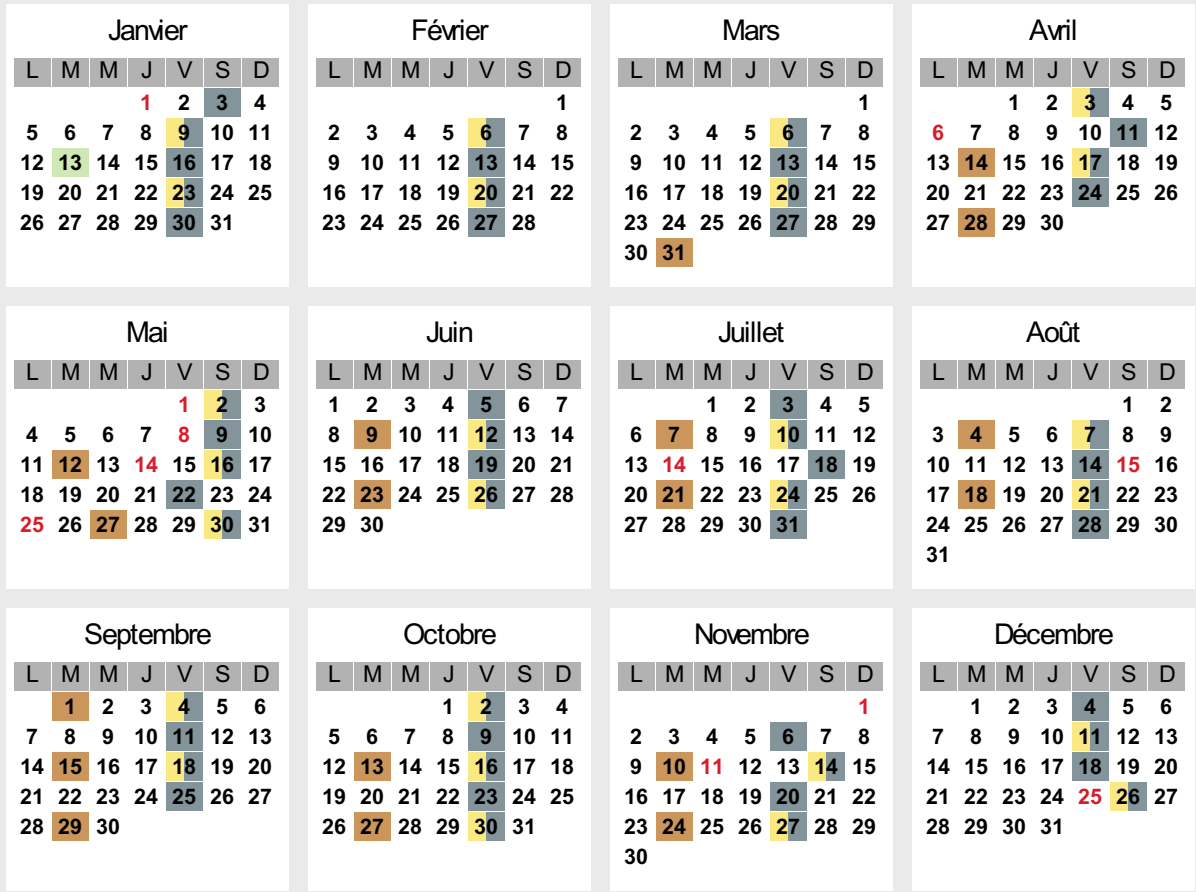 Janvier
L M M J V S D
1 2 3 4
5 6 7 8 9 10 11
12 13 14 15 16 17 18
19 20 21 22 23 24 25
26 27 28 29 30 31
Février
L M M J V S D
1
2 3 4 5 6 7 8
9 10 11 12 13 14 15
16 17 18 19 20 21 22
23 24 25 26 27 28
Mars
L M M J V S D
1
2 3 4 5 6 7 8
9 10 11 12 13 14 15
16 17 18 19 20 21 22
23 24 25 26 27 28 29
30 31
Avril
L M M J V S D
1 2 3 4 5
6 7 8 9 10 11 12
13 14 15 16 17 18 19
20 21 22 23 24 25 26
27 28 29 30
Mai
L M M J V S D
1 2 3
4 5 6 7 8 9 10
11 12 13 14 15 16 17
18 19 20 21 22 23 24
25 26 27 28 29 30 31
Juin
L M M J V S D
1 2 3 4 5 6 7
8 9 10 11 12 13 14
15 16 17 18 19 20 21
22 23 24 25 26 27 28
29 30
Juillet
L M M J V S D
1 2 3 4 5
6 7 8 9 10 11 12
13 14 15 16 17 18 19
20 21 22 23 24 25 26
27 28 29 30 31
Août
L M M J V S D
1 2
3 4 5 6 7 8 9
10 11 12 13 14 15 16
17 18 19 20 21 22 23
24 25 26 27 28 29 30
31
Septembre
L M M J V S D
1 2 3 4 5 6
7 8 9 10 11 12 13
14 15 16 17 18 19 20
21 22 23 24 25 26 27
28 29 30
Octobre
L M M J V S D
1 2 3 4
5 6 7 8 9 10 11
12 13 14 15 16 17 18
19 20 21 22 23 24 25
26 27 28 29 30 31
Novembre
L M M J V S D
1
2 3 4 5 6 7 8
9 10 11 12 13 14 15
16 17 18 19 20 21 22
23 24 25 26 27 28 29
30
Décembre
L M M J V S D
1 2 3 4 5 6
7 8 9 10 11 12 13
14 15 16 17 18 19 20
21 22 23 24 25 26 27
28 29 30 31